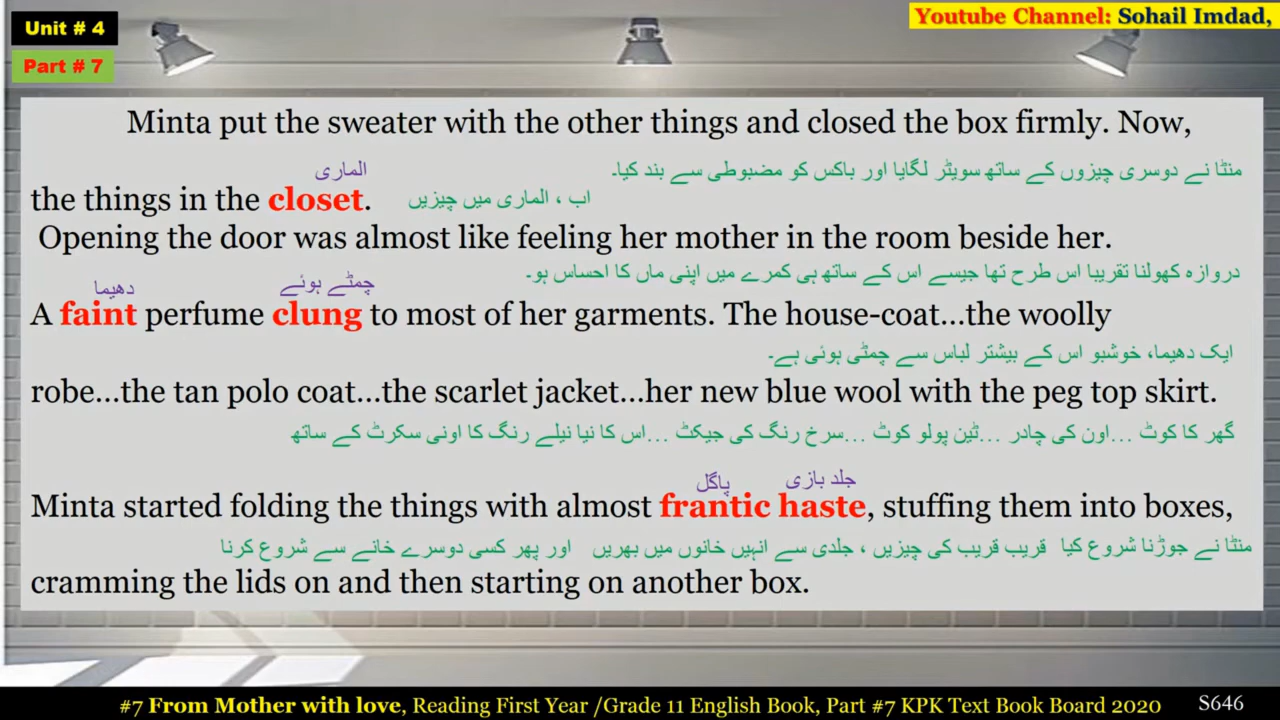 Unit # 4
Youtube Channel: Sohail Imdad,
Part # 7
Minta put the sweater with the other things and closed the box firmly. Now,
منٹا نے دوسری چیزوں کے ساتھ سویٹر لگایا اور باکس کو مضبوطی سے بند کیا۔
الماری
the things in the closet.
اب ، الماری میں چیزیں
Opening the door was almost like feeling her mother in the room beside her.
دروازہ کھولنا تقریبا اس طرح تھا جیسے اس کے ساتھ ہی کمرے میں اپنی ماں کا احساس ہو۔
دھیما
چمٹے ہوئے
A faint perfume clung to most of her garments. The house-coat...the woolly
ایک دھیما، خوشبو اس کے بیشتر لباس سے چمٹی ہوئی ہے۔
robe...the tan polo coat...the scarlet jacket...her new blue wool with the peg top skirt.
گھر کا کوٹ ...اون کی چادر ...ٹین پولو کوٹ ...سرخ رنگ کی جیکٹ ...اس کا نیا نیلے رنگ کا اونی سکرٹ کے ساتھ
پاگل
جلد بازی
Minta started folding the things with almost frantic haste, stuffing them into boxes,
منٹا نے جوڑنا شروع کیا قریب قریب کی چیزیں ، جلدی سے انہیں خانوں میں بھریں اور پھر کسی دوسرے خانے سے شروع کرنا
cramming the lids on and then starting on another box.
#7 From Mother with love, Reading First Year /Grade 11 English Book, Part #7 KPK Text Book Board 2020
S646